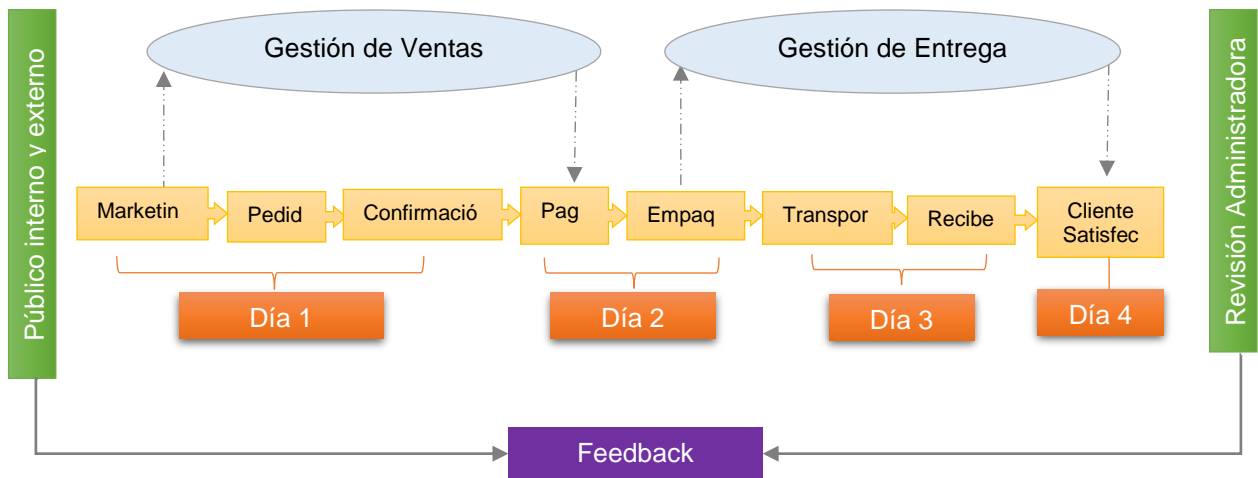 Público interno y externo
Gestión de Ventas
Gestión de Entrega
Revisión Administradora
Marketin
Pedid
Confirmació
Pag
Empaq
Transpor
Recibe
Cliente
Satisfec
Día 1
Día 2
Día 3
Día 4
Feedback